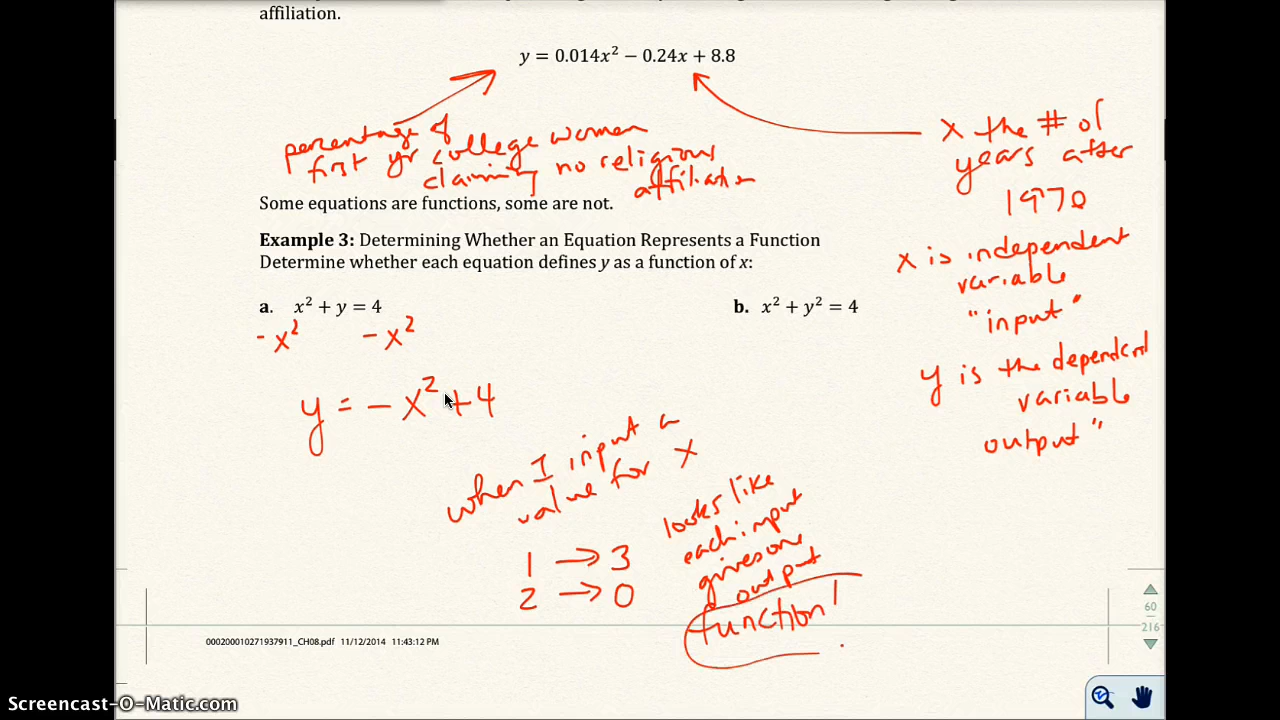 affiliation.
y = 0.014x² − 0.24x + 8.8
percentage of
first yr college women
claiming no religious
affiliation
x the # of
years after
1970
Some equations are functions, some are not.
Example 3: Determining Whether an Equation Represents a Function
Determine whether each equation defines y as a function of x:
x is independent
variable
"input"
a. x² + y = 4
b. x² + y² = 4
-x² -x²
y is the dependent
variable
output"
y = -x² + 4
when I input a
value for x
1 → 3
2 → 0
looks like
each input
gives one
output
function!
60
216
000200010271937911_CH08.pdf 11/12/2014 11:43:12 PM
Screencast-O-Matic.com